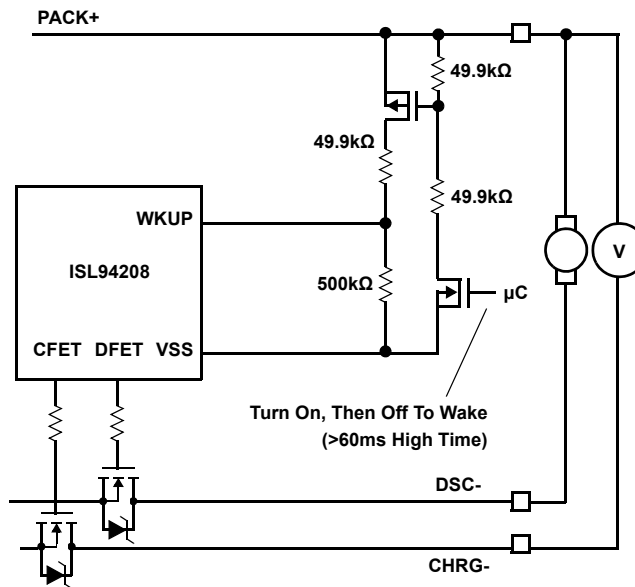 PACK+
49.9kΩ
49.9kΩ
49.9kΩ
WKUP
ISL94208
500kΩ
µC
V
CFET DFET VSS
Turn On, Then Off To Wake
(>60ms High Time)
DSC-
CHRG-